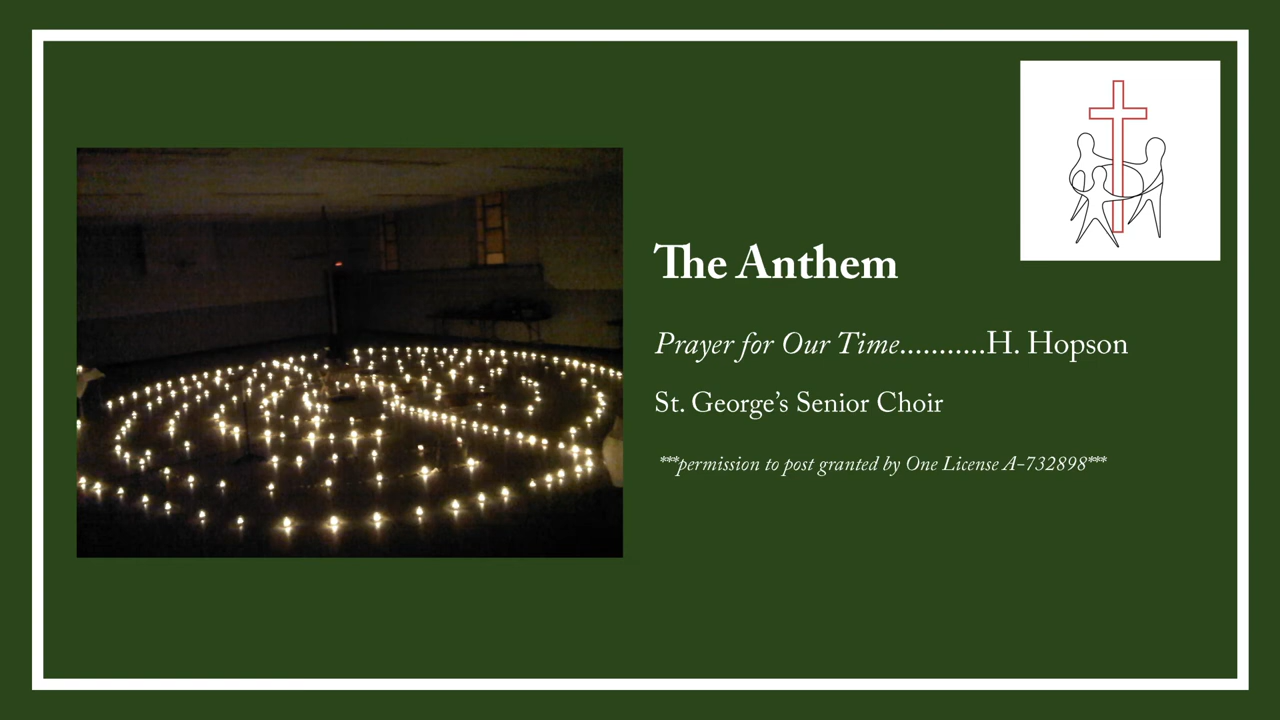 The Anthem
Prayer for Our Time...........H. Hopson
St. George’s Senior Choir
***permission to post granted by One License A-732898***